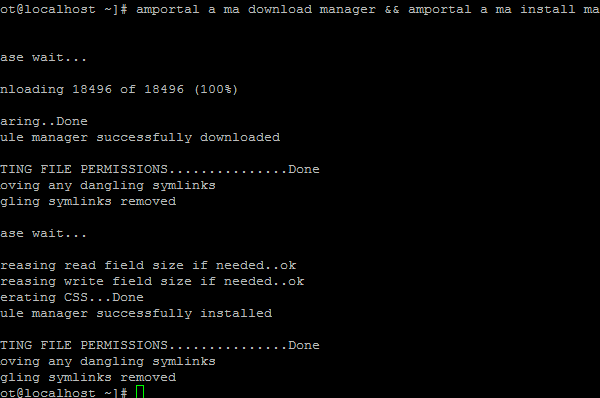 ot@localhost ~]# amportal a ma download manager && amportal a ma install ma
ase wait...
nloading 18496 of 18496 (100%)
aring..Done
ule manager successfully downloaded
TING FILE PERMISSIONS...............Done
oving any dangling symlinks
gling symlinks removed
ase wait...
reasing read field size if needed..ok
reasing write field size if needed..ok
erating CSS...Done
ule manager successfully installed
TING FILE PERMISSIONS...............Done
oving any dangling symlinks
gling symlinks removed
ot@localhost ~]#